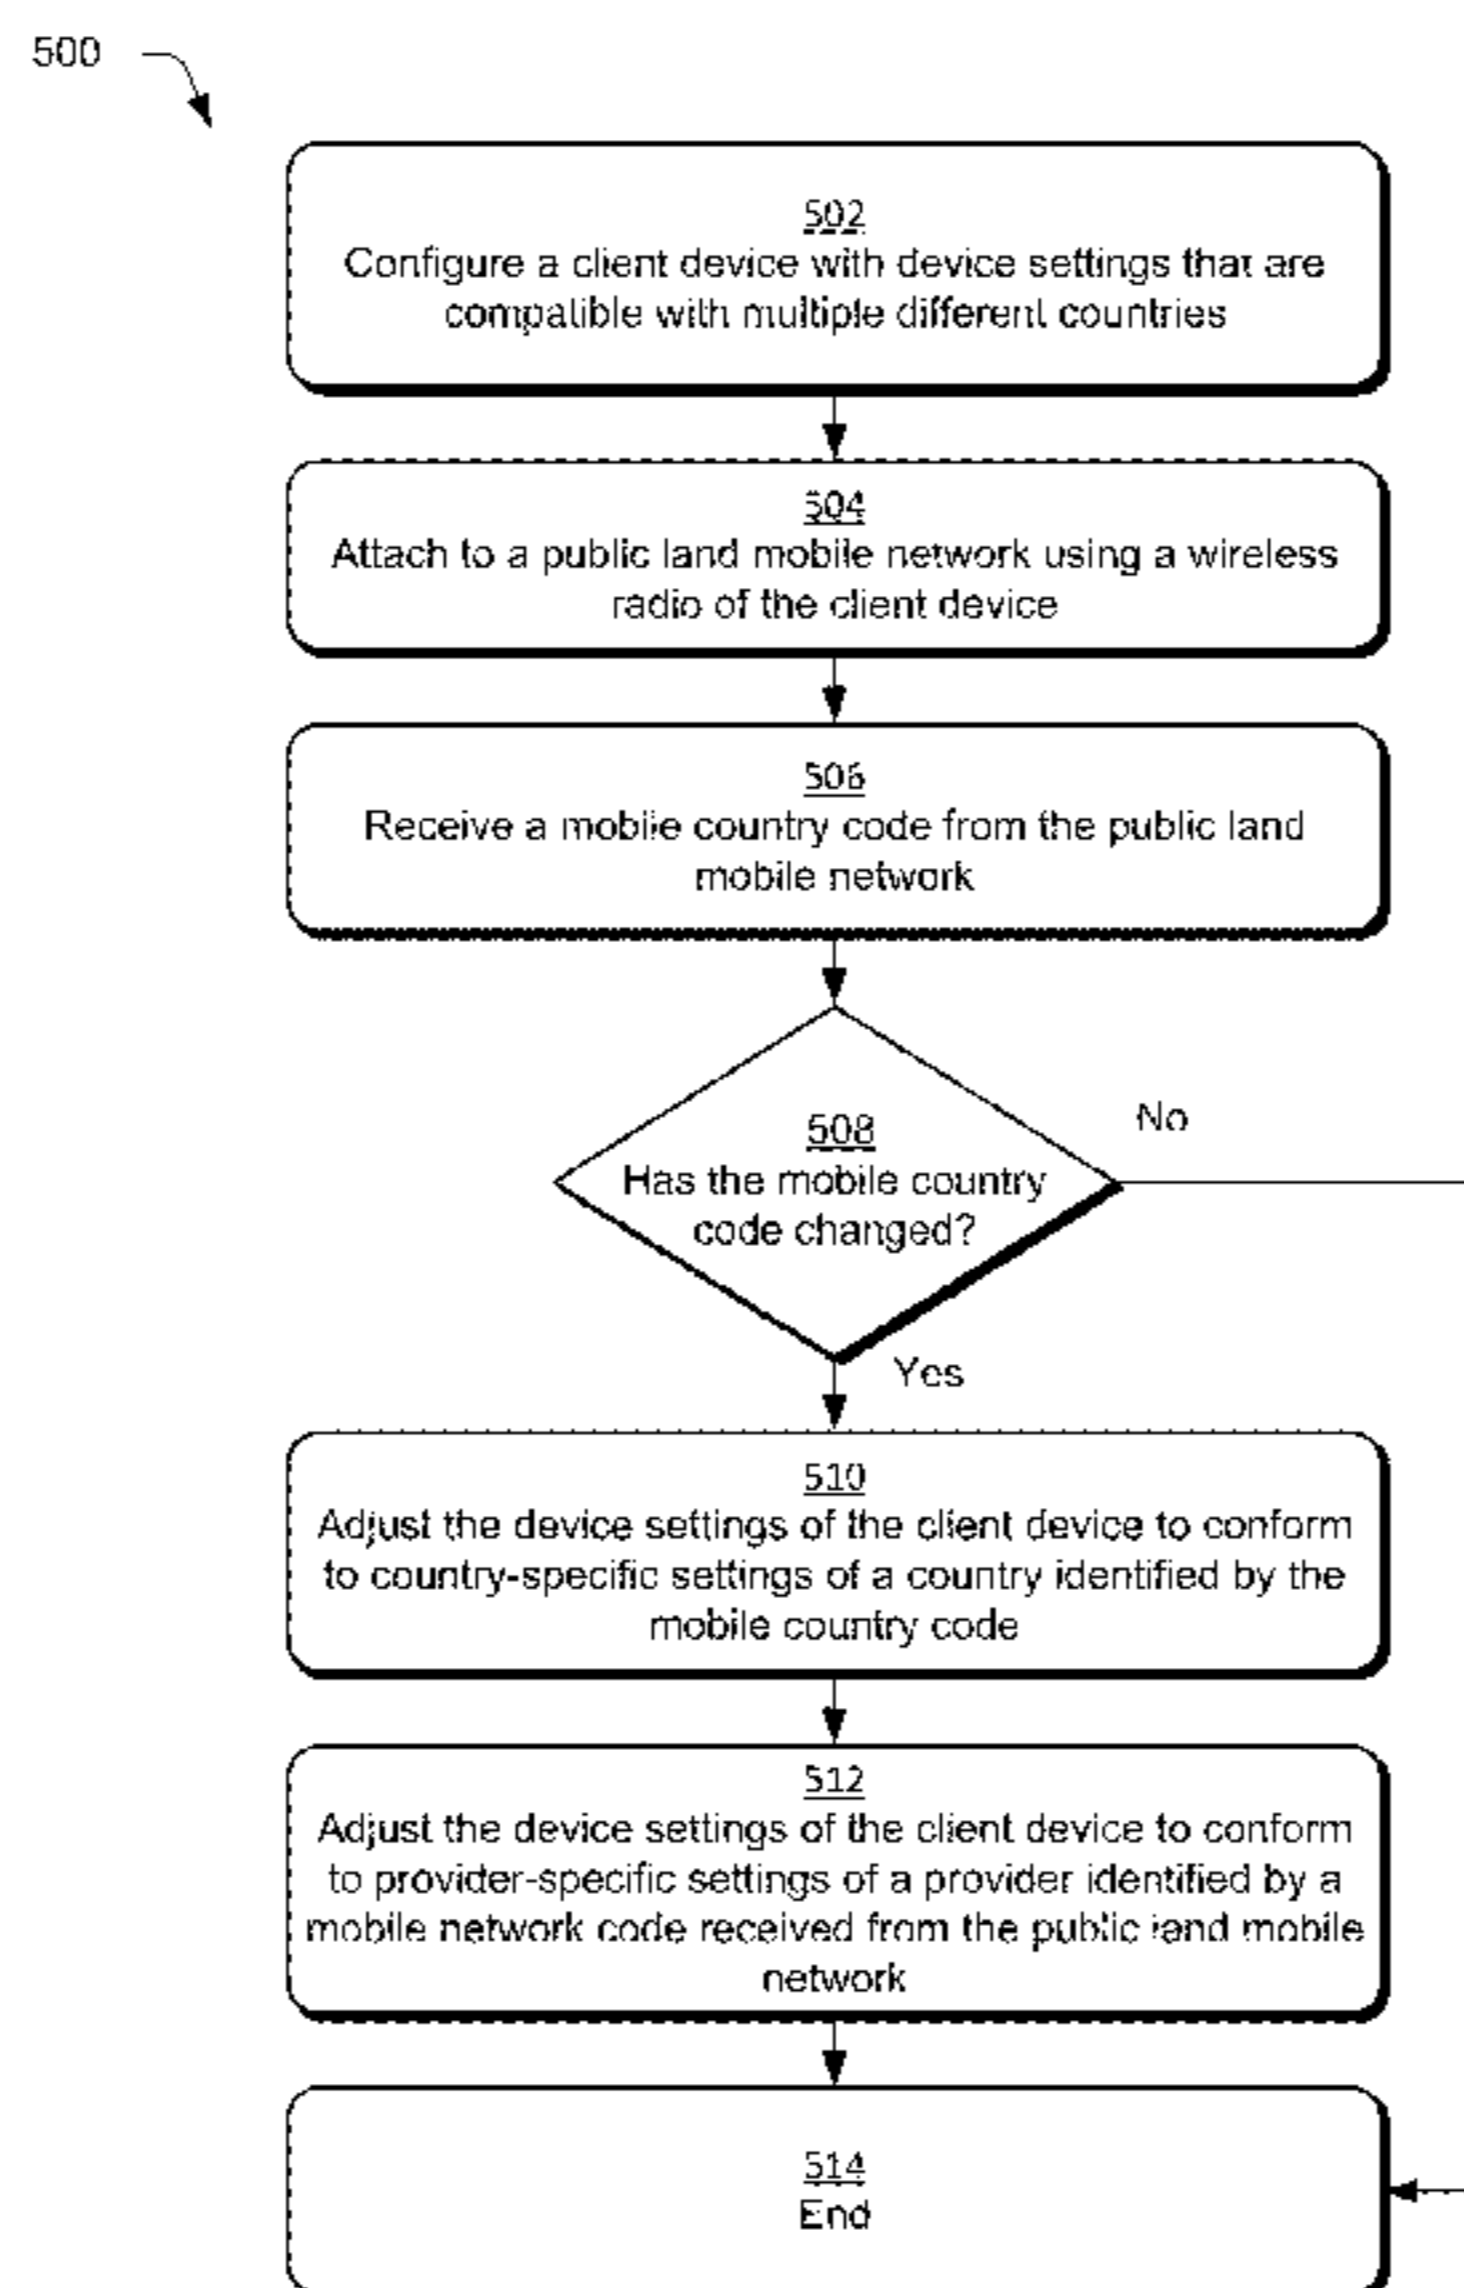 500
502
Configure a client device with device settings that are
compatible with multiple different countries
504
Attach to a public land mobile network using a wireless
radio of the client device
506
Receive a mobile country code from the public land
mobile network
No
508
Has the mobile country
code changed?
Yes
510
Adjust the device settings of the client device to conform
to country-specific settings of a country identified by the
mobile country code
512
Adjust the device settings of the client device to conform
to provider-specific settings of a provider identified by a
mobile network code received from the public land mobile
network
514
End